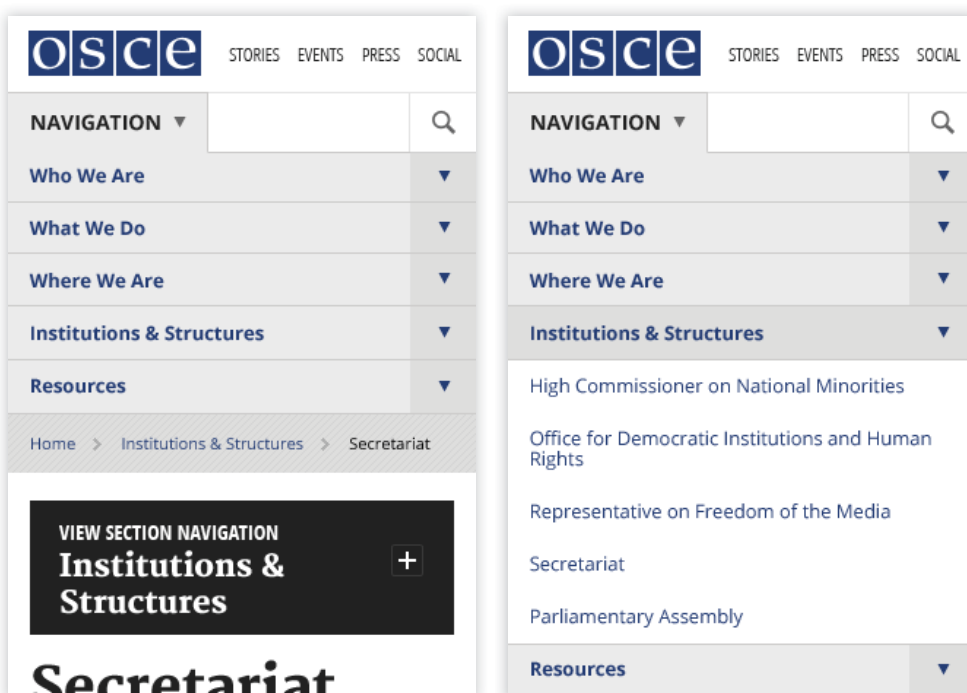 OSCE STORIES EVENTS PRESS SOCIAL
NAVIGATION ▼
Who We Are ▼
What We Do ▼
Where We Are ▼
Institutions & Structures ▼
Resources ▼
Home > Institutions & Structures > Secretariat
VIEW SECTION NAVIGATION
Institutions & +
Structures
Secretariat
OSCE STORIES EVENTS PRESS SOCIAL
NAVIGATION ▼
Who We Are ▼
What We Do ▼
Where We Are ▼
Institutions & Structures ▼
High Commissioner on National Minorities
Office for Democratic Institutions and Human
Rights
Representative on Freedom of the Media
Secretariat
Parliamentary Assembly
Resources ▼